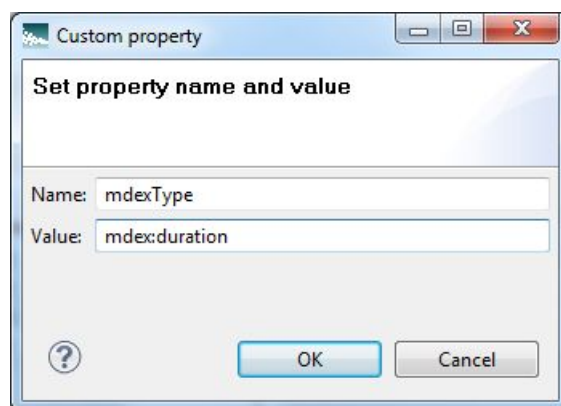 Custom property
Set property name and value
Name: mdexType
Value: mdex:duration
OK Cancel